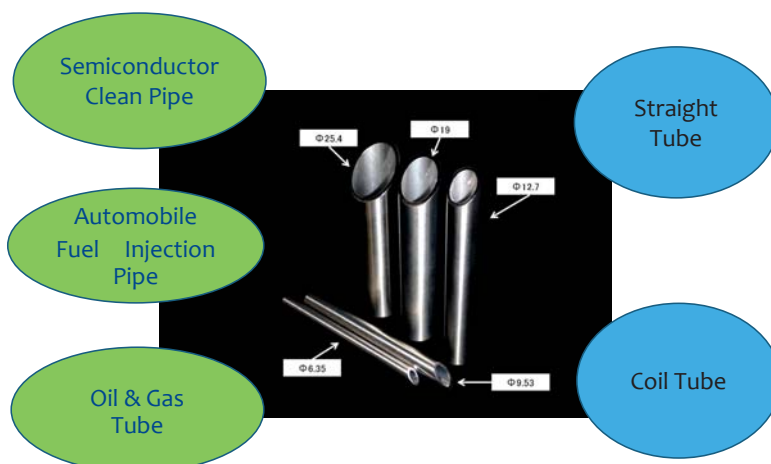 Semiconductor
Clean Pipe
Automobile
Fuel Injection
Pipe
Oil & Gas
Tube
Φ25.4
Φ19
Φ12.7
Φ6.35
Φ9.53
Straight
Tube
Coil Tube